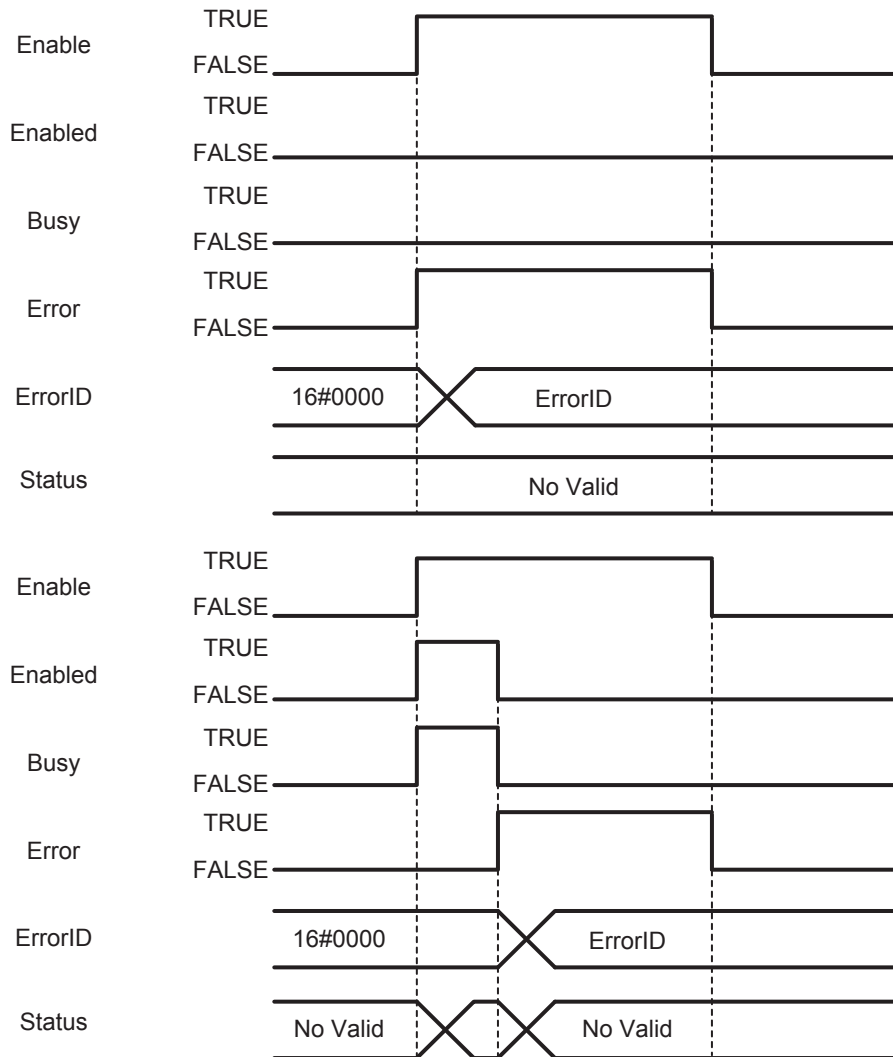 TRUE
Enable
FALSE
TRUE
Enabled
FALSE
TRUE
Busy
FALSE
TRUE
Error
FALSE
ErrorID 16#0000 ErrorID
Status No Valid
TRUE
Enable
FALSE
TRUE
Enabled
FALSE
TRUE
Busy
FALSE
TRUE
Error
FALSE
ErrorID 16#0000 ErrorID
Status No Valid No Valid